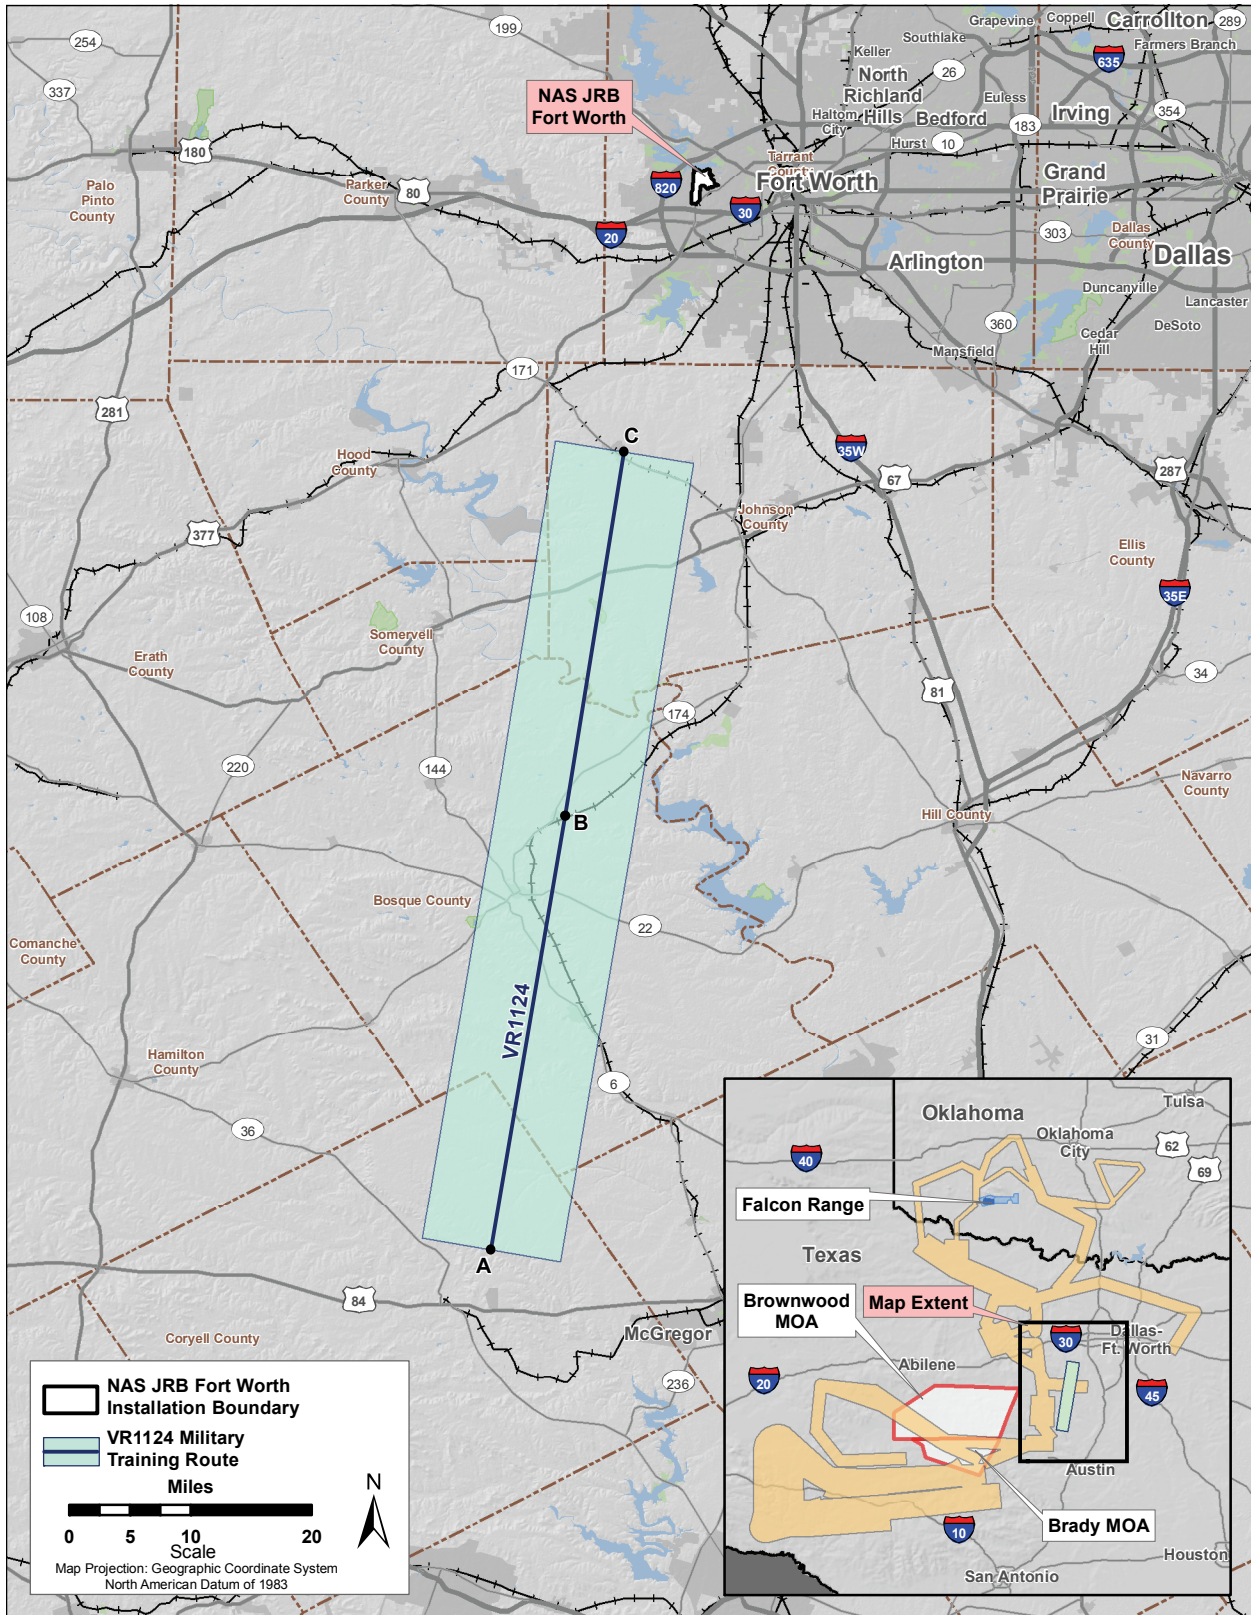 254
199
Grapevine
Coppell
Carrollton
289
Southlake
Farmers Branch
Keller
635
337
26
North
Richland
Hills
NAS JRB
Fort Worth
Euless
Haltom
City
Bedford
183
Irving
354
180
Hurst
10
Tarrant
County
820
Palo
Pinto
County
Parker
County
80
Fort Worth
Grand
Prairie
30
20
303
Dallas
County
Dallas
Arlington
Duncanville
Lancaster
360
DeSoto
Cedar
Hill
Mansfield
171
281
C
35W
Hood
County
67
287
377
Johnson
County
Ellis
County
35E
108
Somervell
County
Erath
County
34
81
174
220
144
Navarro
County
B
Hill County
Bosque County
22
Comanche
County
VR1124
31
Hamilton
County
6
36
A
84
McGregor
Coryell County
236
Oklahoma
Tulsa
Oklahoma
City
62
40
69
Falcon Range
Texas
Brownwood
MOA
Map Extent
30
Dallas-
Ft. Worth
Abilene
20
45
Austin
10
Brady MOA
Houston
San Antonio
NAS JRB Fort Worth
Installation Boundary
VR1124 Military
Training Route
Miles
N
0 5 10 20
Scale
Map Projection: Geographic Coordinate System
North American Datum of 1983